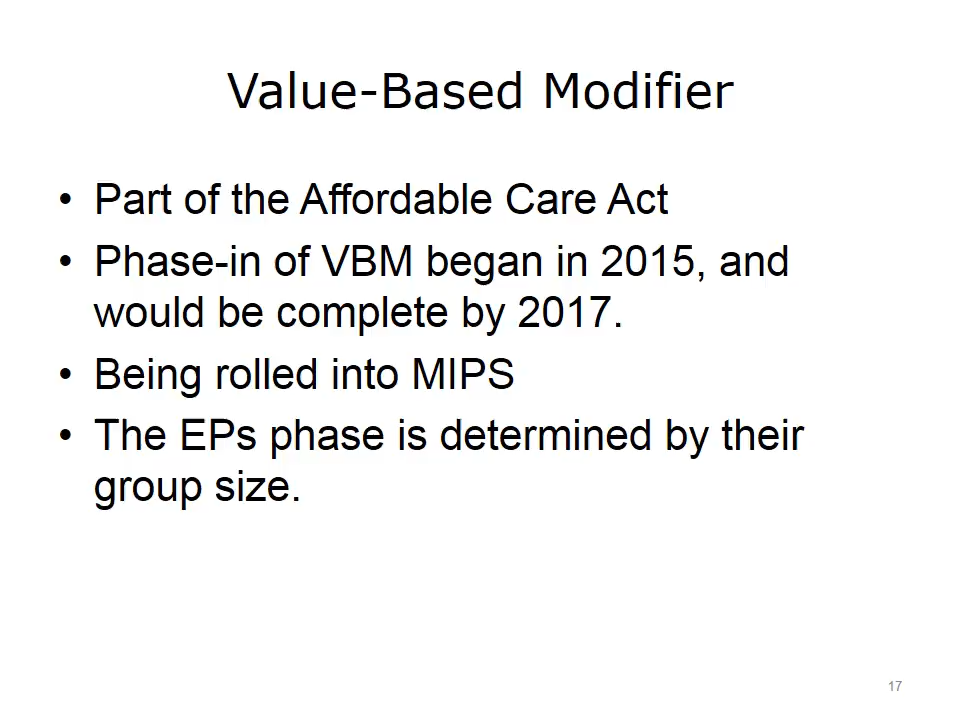 Value-Based Modifier
• Part of the Affordable Care Act
• Phase-in of VBM began in 2015, and
would be complete by 2017.
• Being rolled into MIPS
• The EPs phase is determined by their
group size.
17